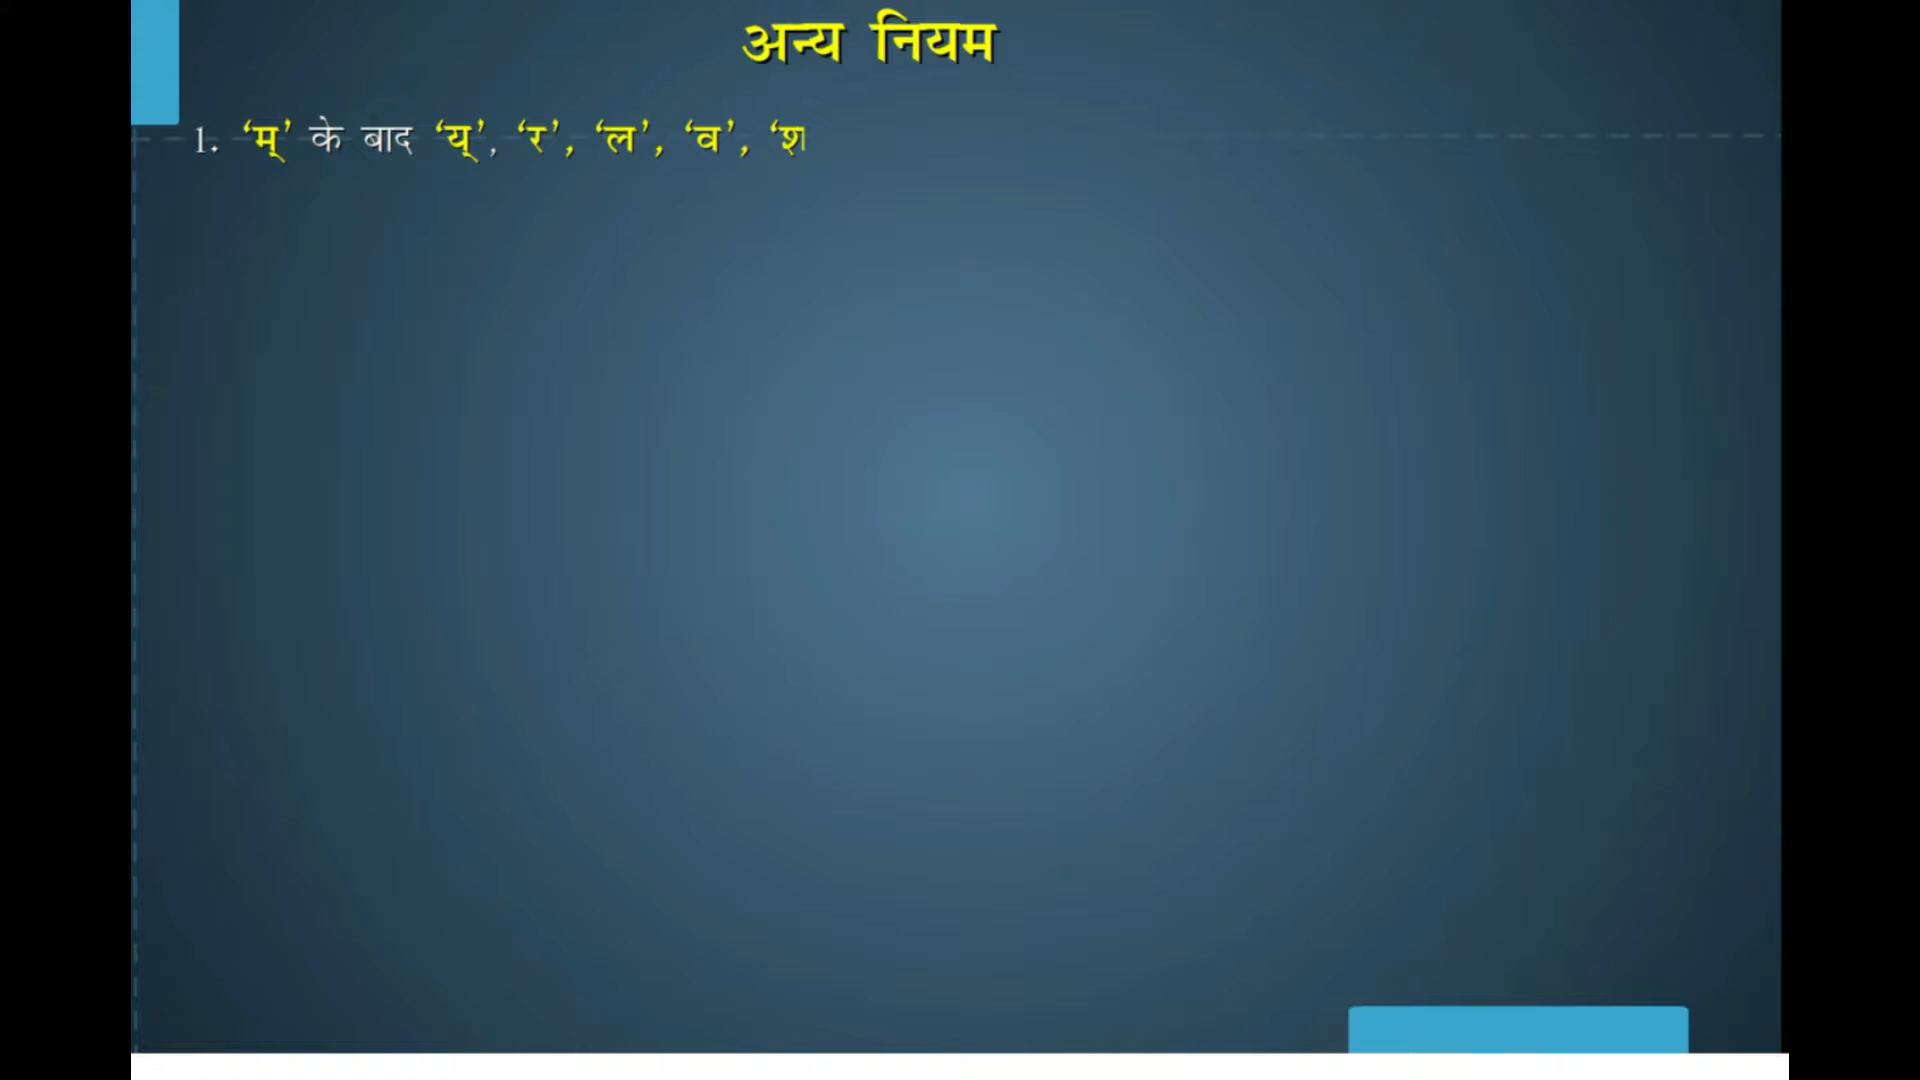 अन्य नियम
1. ‘म्’ के बाद ‘य्’, ‘र’, ‘ल’, ‘व’, ‘श